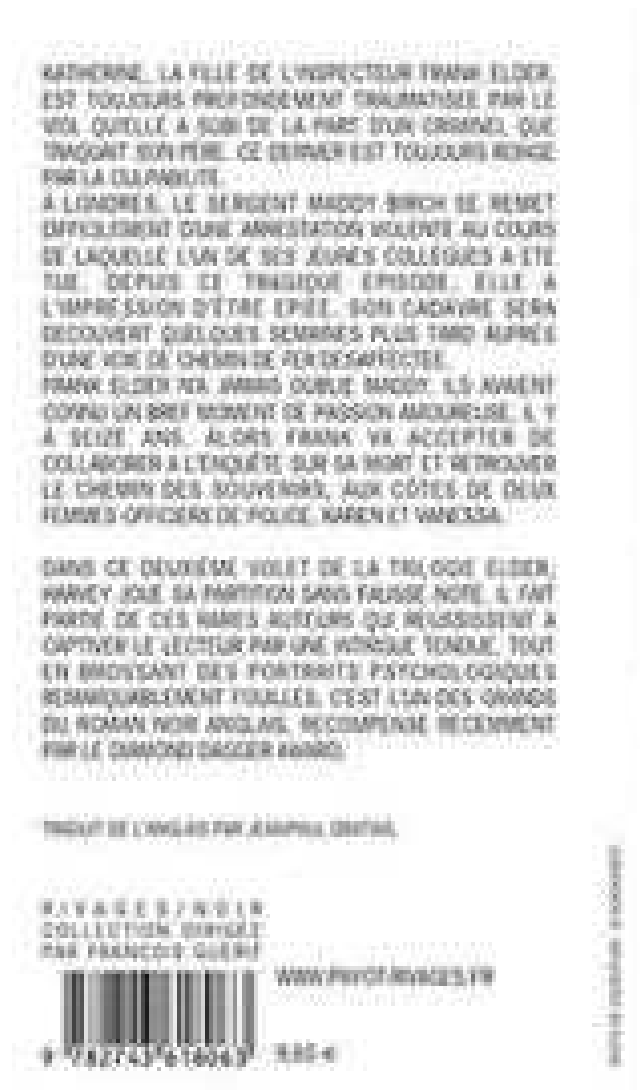 KATHERINE, LA FILLE DE L'INSPECTEUR FRANK ELDER,
EST TOUJOURS PROFONDÉMENT TRAUMATISÉE PAR LE
VIOL QU'ELLE A SUBI DE LA PART D'UN CRIMINEL QUE
TRAQUAIT SON PÈRE. CE DERNIER EST TOUJOURS RONGÉ
PAR LA CULPABILITÉ.
À LONDRES, LE SERGENT MADDY BIRCH SE REMET
DIFFICILEMENT D'UNE ARRESTATION VIOLENTE AU COURS
DE LAQUELLE L'UN DE SES JEUNES COLLÈGUES A ÉTÉ
TUÉ. DEPUIS CE TRAGIQUE ÉPISODE, ELLE A
L'IMPRESSION D'ÊTRE ÉPIÉE. SON CADAVRE SERA
DÉCOUVERT QUELQUES SEMAINES PLUS TARD AUPRÈS
D'UNE VOIE DE CHEMIN DE FER DÉSAFFECTÉE.
FRANK ELDER N'A JAMAIS OUBLIÉ MADDY. ILS AVAIENT
CONNU UN BREF MOMENT DE PASSION AMOUREUSE, IL Y
A SEIZE ANS. ALORS FRANK VA ACCEPTER DE
COLLABORER À L'ENQUÊTE SUR SA MORT ET RETROUVER
LE CHEMIN DES SOUVENIRS, AUX CÔTÉS DE DEUX
FEMMES OFFICIERS DE POLICE, KAREN ET VANESSA.
DANS CE DEUXIÈME VOLET DE LA TRILOGIE ELDER,
HARVEY JOUE SA PARTITION SANS FAUSSE NOTE. IL FAIT
PARTIE DE CES RARES AUTEURS QUI RÉUSSISSENT À
CAPTIVER LE LECTEUR PAR UNE INTRIGUE TENDUE, TOUT
EN BROSSANT DES PORTRAITS PSYCHOLOGIQUES
REMARQUABLEMENT FOUILLÉS. C'EST L'UN DES GRANDS
DU ROMAN NOIR ANGLAIS, RÉCOMPENSÉ RÉCEMMENT
PAR LE DIAMOND DAGGER AWARD.
TRADUIT DE L'ANGLAIS PAR JEAN-PAUL GRATIAS
RIVAGES/NOIR
COLLECTION DIRIGÉE
PAR FRANÇOIS GUÉRIF
WWW.PAYOT-RIVAGES.FR
9 782743 618063